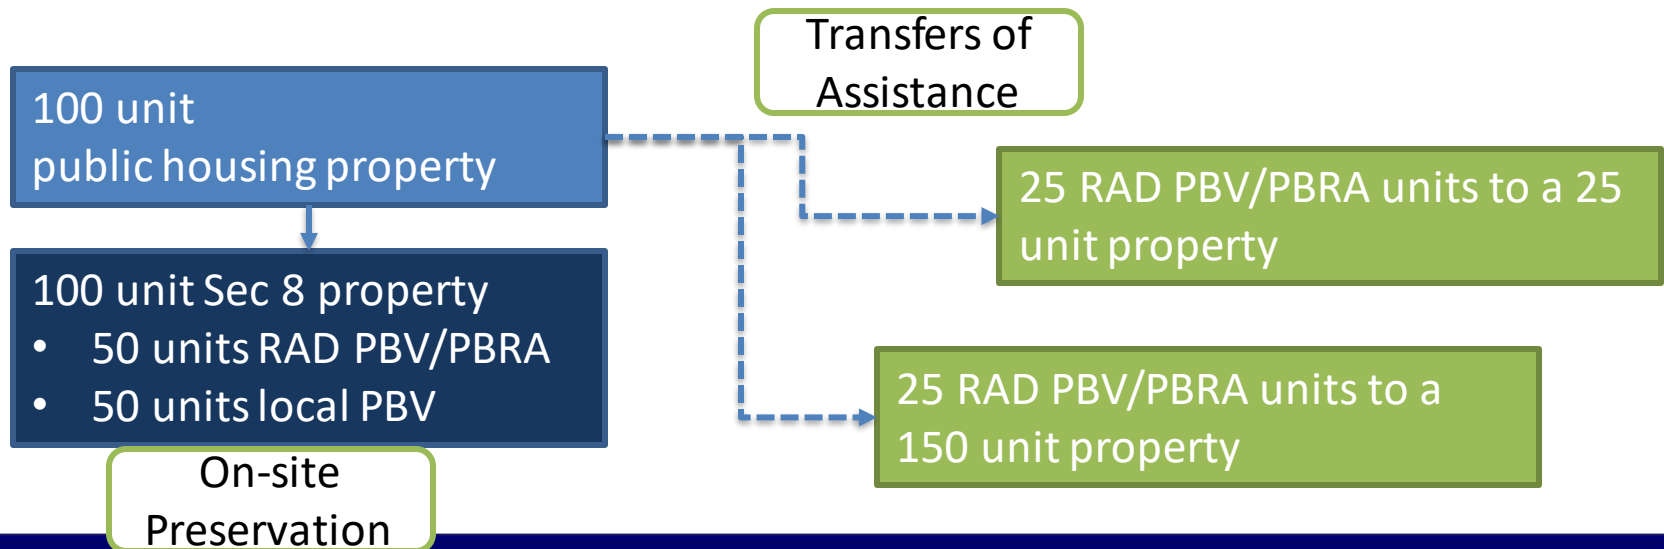 Transfers of
Assistance
100 unit
public housing property
25 RAD PBV/PBRA units to a 25
unit property
100 unit Sec 8 property
• 50 units RAD PBV/PBRA
• 50 units local PBV
25 RAD PBV/PBRA units to a
150 unit property
On-site
Preservation